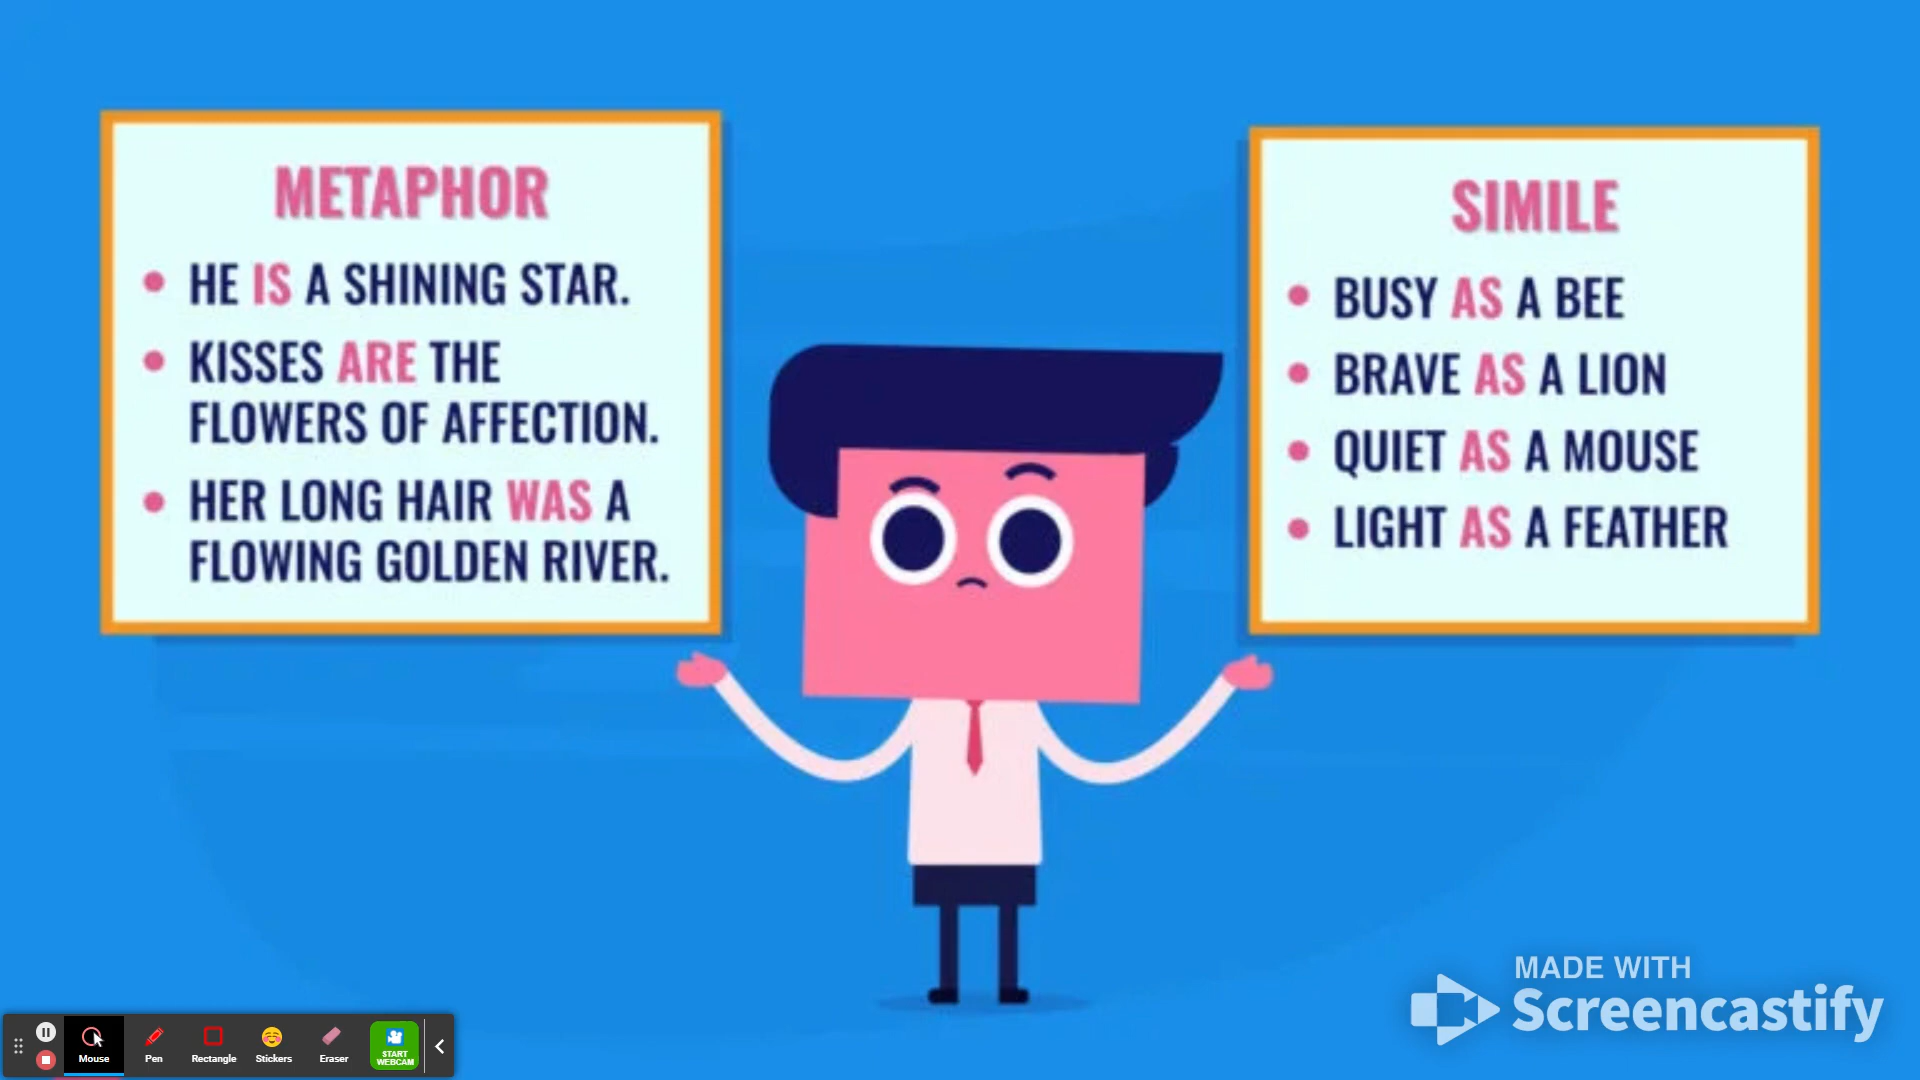 METAPHOR
• HE IS A SHINING STAR.
• KISSES ARE THE
FLOWERS OF AFFECTION.
• HER LONG HAIR WAS A
FLOWING GOLDEN RIVER.
SIMILE
• BUSY AS A BEE
• BRAVE AS A LION
• QUIET AS A MOUSE
• LIGHT AS A FEATHER
MADE WITH
Screencastify
Mouse
Pen
Rectangle
Stickers
Eraser
START
WEBCAM